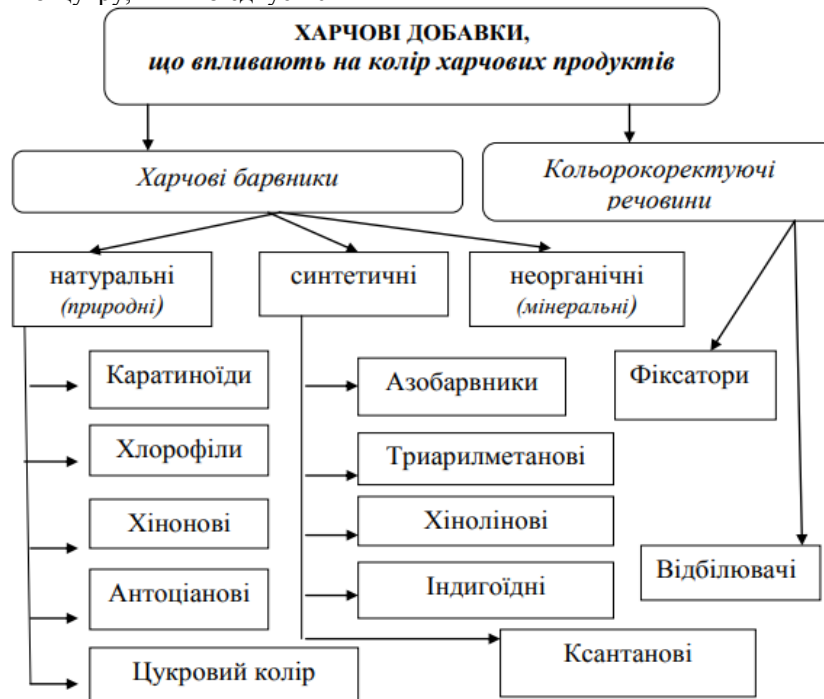 ХАРЧОВІ ДОБАВКИ,
що впливають на колір харчових продуктів
Харчові барвники
Кольорокоректуючі
речовини
натуральні
(природні)
синтетичні
неорганічні
(мінеральні)
Каратиноїди
Азобарвники
Фіксатори
Хлорофіли
Триарилметанові
Хінонові
Хінолінові
Відбілювачі
Антоціанові
Індигоїдні
Цукровий колір
Ксантанові